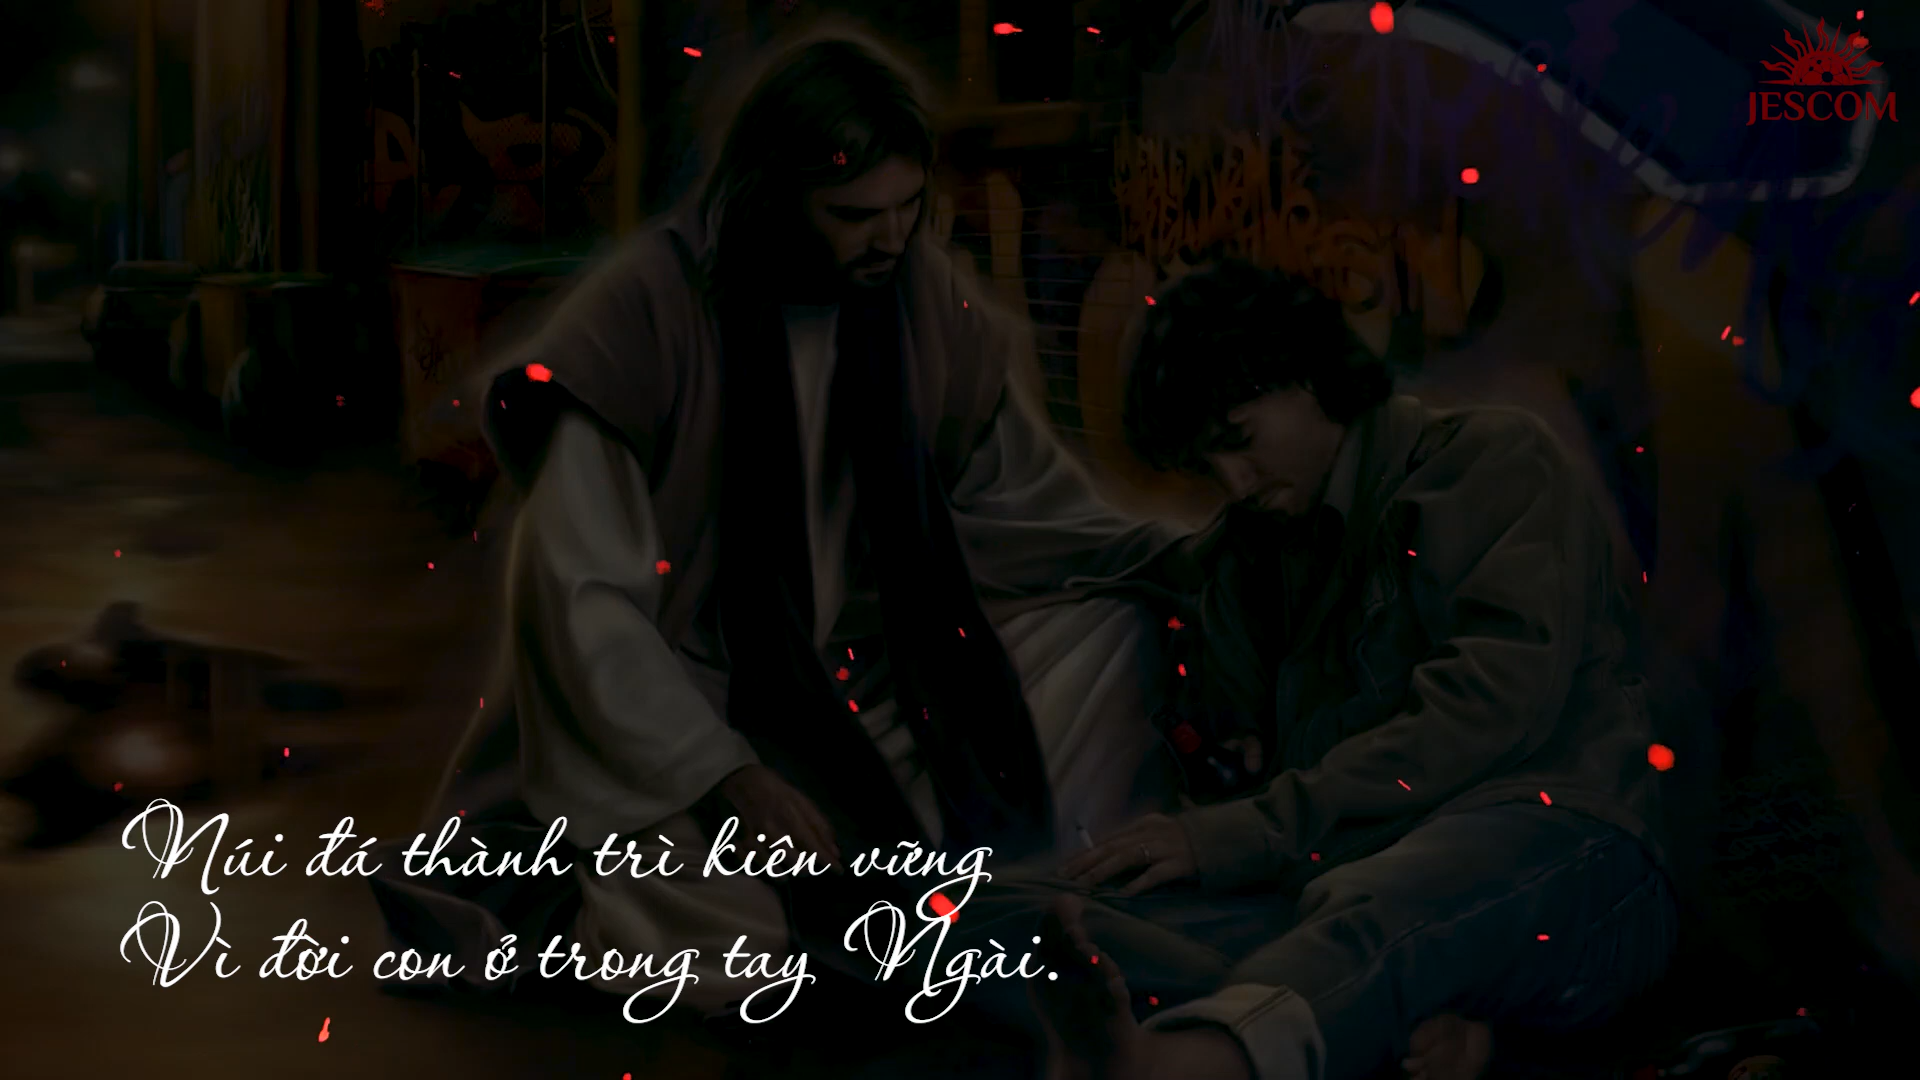 JESCOM
Núi đá thành trì kiên vững
Vì đời con ở trong tay Ngài.